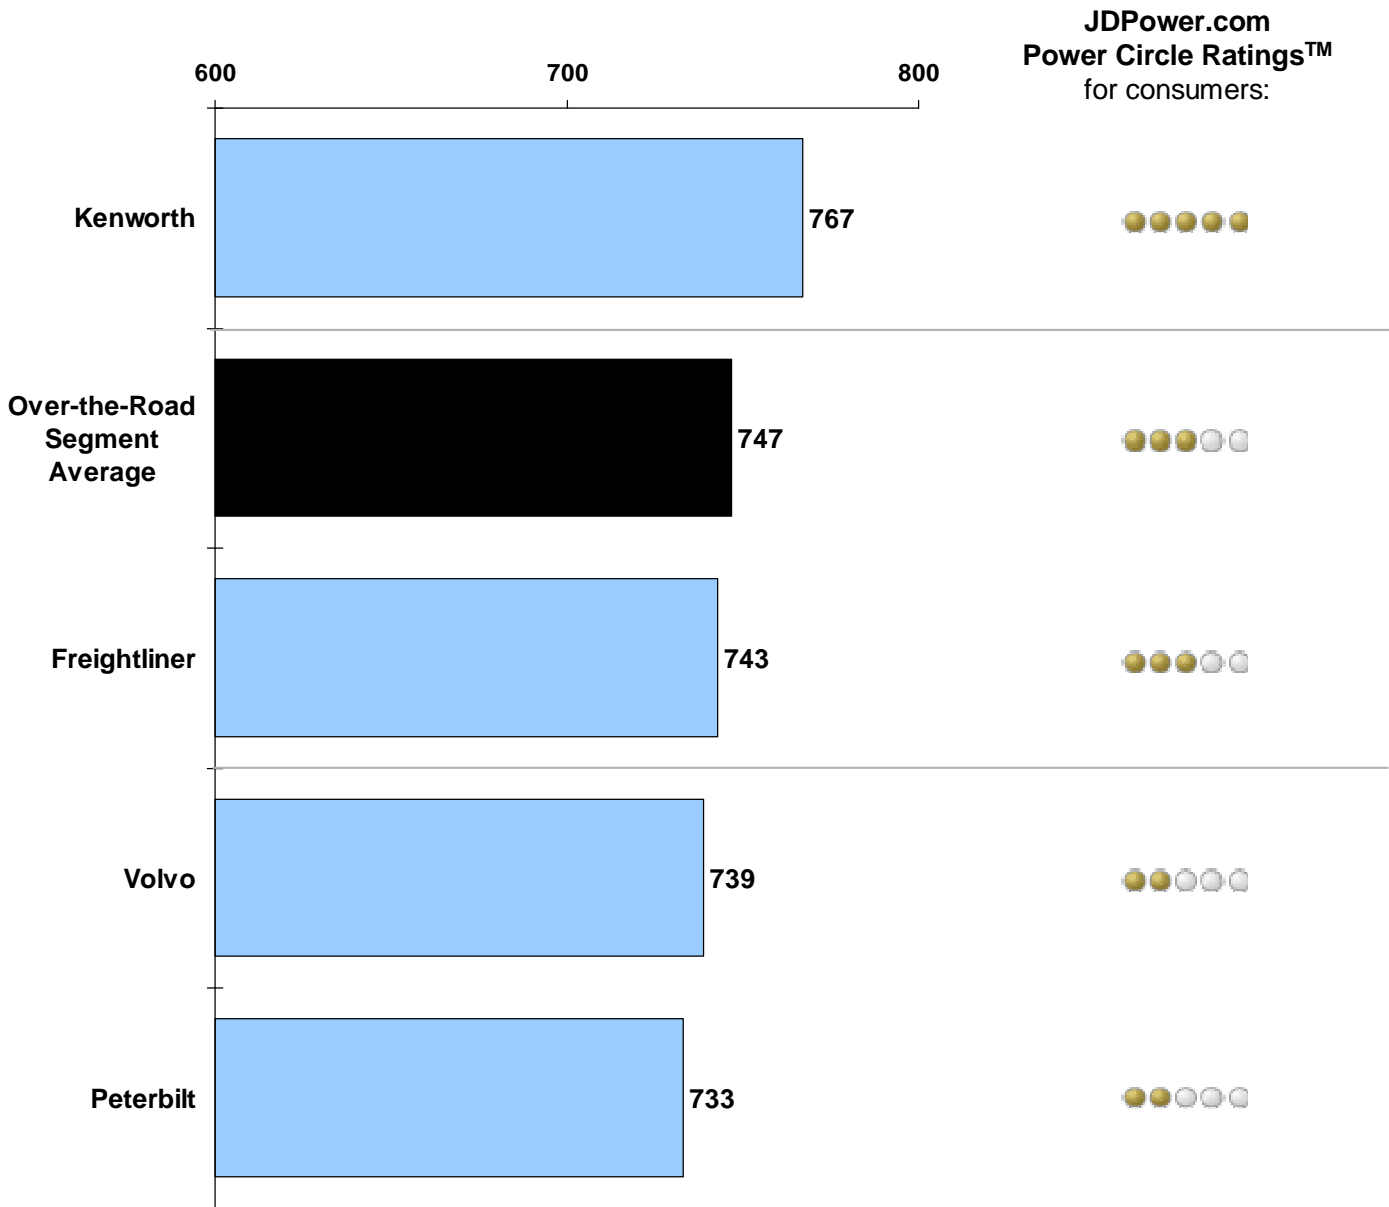 JDPower.com
Power Circle Ratings™
for consumers:
600 700 800
Kenworth 767
Over-the-Road
Segment
Average
747
Freightliner 743
Volvo 739
Peterbilt 733